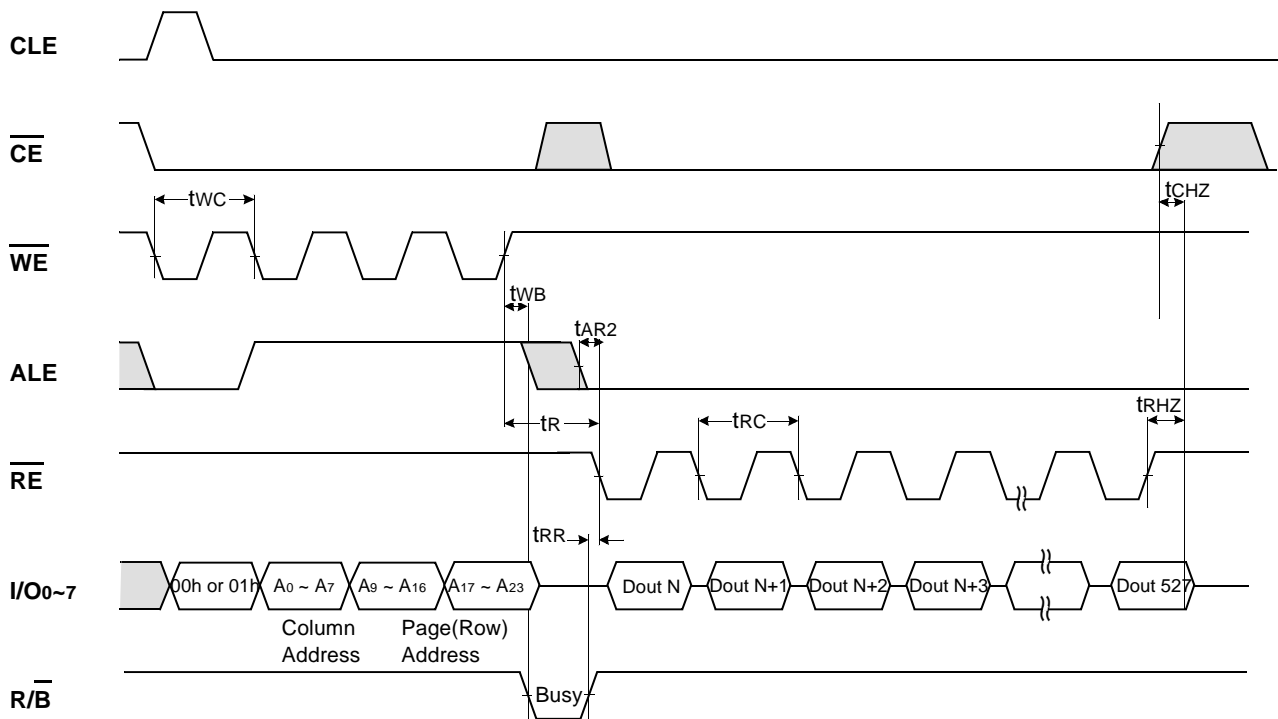 CLE
CE
tCHZ
tWC
WE
tWB
tAR2
ALE
tRHZ
tR
tRC
RE
tRR
I/O0~7
00h or 01h
A0 ~ A7
A9 ~ A16
A17 ~ A23
Dout N
Dout N+1
Dout N+2
Dout N+3
Dout 527
Column
Address
Page(Row)
Address
R/B
Busy